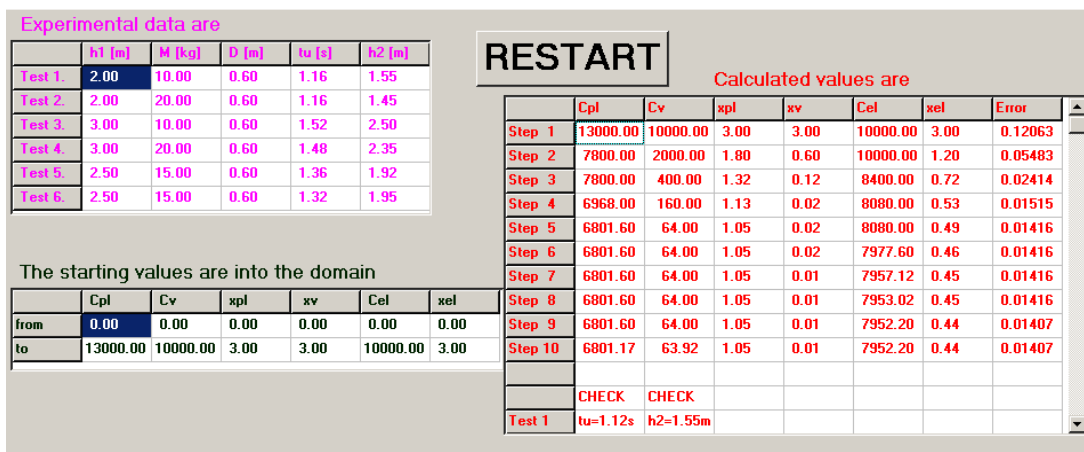 Experimental data are
h1 [m] M [kg] D [m] tu [s] h2 [m]
Test 1. 2.00 10.00 0.60 1.16 1.55
Test 2. 2.00 20.00 0.60 1.16 1.45
Test 3. 3.00 10.00 0.60 1.52 2.50
Test 4. 3.00 20.00 0.60 1.48 2.35
Test 5. 2.50 15.00 0.60 1.36 1.92
Test 6. 2.50 15.00 0.60 1.32 1.95
The starting values are into the domain
Cpl Cv xpl xv Cel xel
from 0.00 0.00 0.00 0.00 0.00 0.00
to 13000.00 10000.00 3.00 3.00 10000.00 3.00
RESTART
Calculated values are
Cpl Cv xpl xv Cel xel Error
Step 1 13000.00 10000.00 3.00 3.00 10000.00 3.00 0.12063
Step 2 7800.00 2000.00 1.80 0.60 10000.00 1.20 0.05483
Step 3 7800.00 400.00 1.32 0.12 8400.00 0.72 0.02414
Step 4 6968.00 160.00 1.13 0.02 8080.00 0.53 0.01515
Step 5 6801.60 64.00 1.05 0.02 8080.00 0.49 0.01416
Step 6 6801.60 64.00 1.05 0.02 7977.60 0.46 0.01416
Step 7 6801.60 64.00 1.05 0.01 7957.12 0.45 0.01416
Step 8 6801.60 64.00 1.05 0.01 7953.02 0.45 0.01416
Step 9 6801.60 64.00 1.05 0.01 7952.20 0.44 0.01407
Step 10 6801.17 63.92 1.05 0.01 7952.20 0.44 0.01407
CHECK CHECK
Test 1 tu=1.12s h2=1.55m